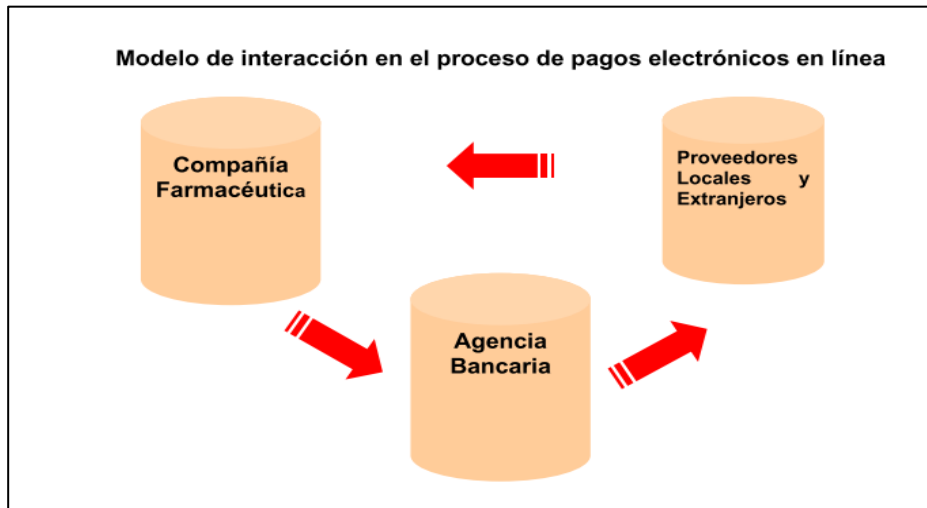 Modelo de interacción en el proceso de pagos electrónicos en línea
Compañía
Farmacéutica
Proveedores
Locales y
Extranjeros
Agencia
Bancaria